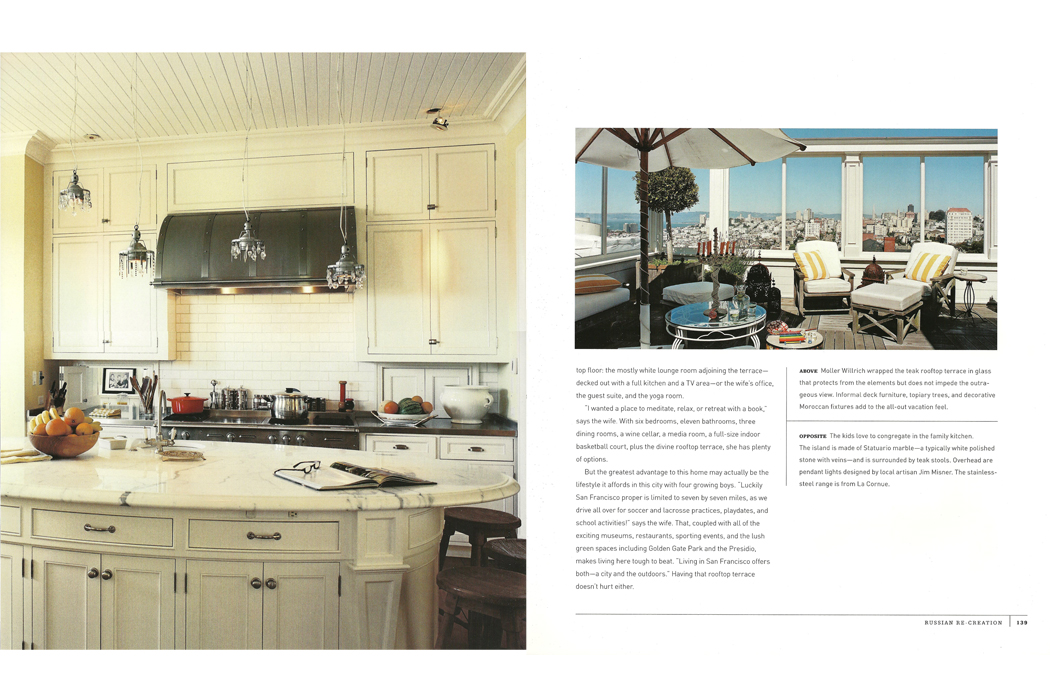 top floor: the mostly white lounge room adjoining the terrace—
decked out with a full kitchen and a TV area—or the wife's office,
the guest suite, and the yoga room.
"I wanted a place to meditate, relax, or retreat with a book,"
says the wife. With six bedrooms, eleven bathrooms, three
dining rooms, a wine cellar, a media room, a full-size indoor
basketball court, plus the divine rooftop terrace, she has plenty
of options.
But the greatest advantage to this home may actually be the
lifestyle it affords in this city with four growing boys. "Luckily
San Francisco proper is limited to seven by seven miles, as we
drive all over for soccer and lacrosse practices, playdates, and
school activities!" says the wife. That, coupled with all of the
exciting museums, restaurants, sporting events, and the lush
green spaces including Golden Gate Park and the Presidio,
makes living here tough to beat. "Living in San Francisco offers
both—a city and the outdoors." Having that rooftop terrace
doesn't hurt either.
ABOVE Moller Willrich wrapped the teak rooftop terrace in glass
that protects from the elements but does not impede the outra-
geous view. Informal deck furniture, topiary trees, and decorative
Moroccan fixtures add to the all-out vacation feel.
OPPOSITE The kids love to congregate in the family kitchen.
The island is made of Statuario marble—a typically white polished
stone with veins—and is surrounded by teak stools. Overhead are
pendant lights designed by local artisan Jim Misner. The stainless-
steel range is from La Cornue.
RUSSIAN RE-CREATION 139